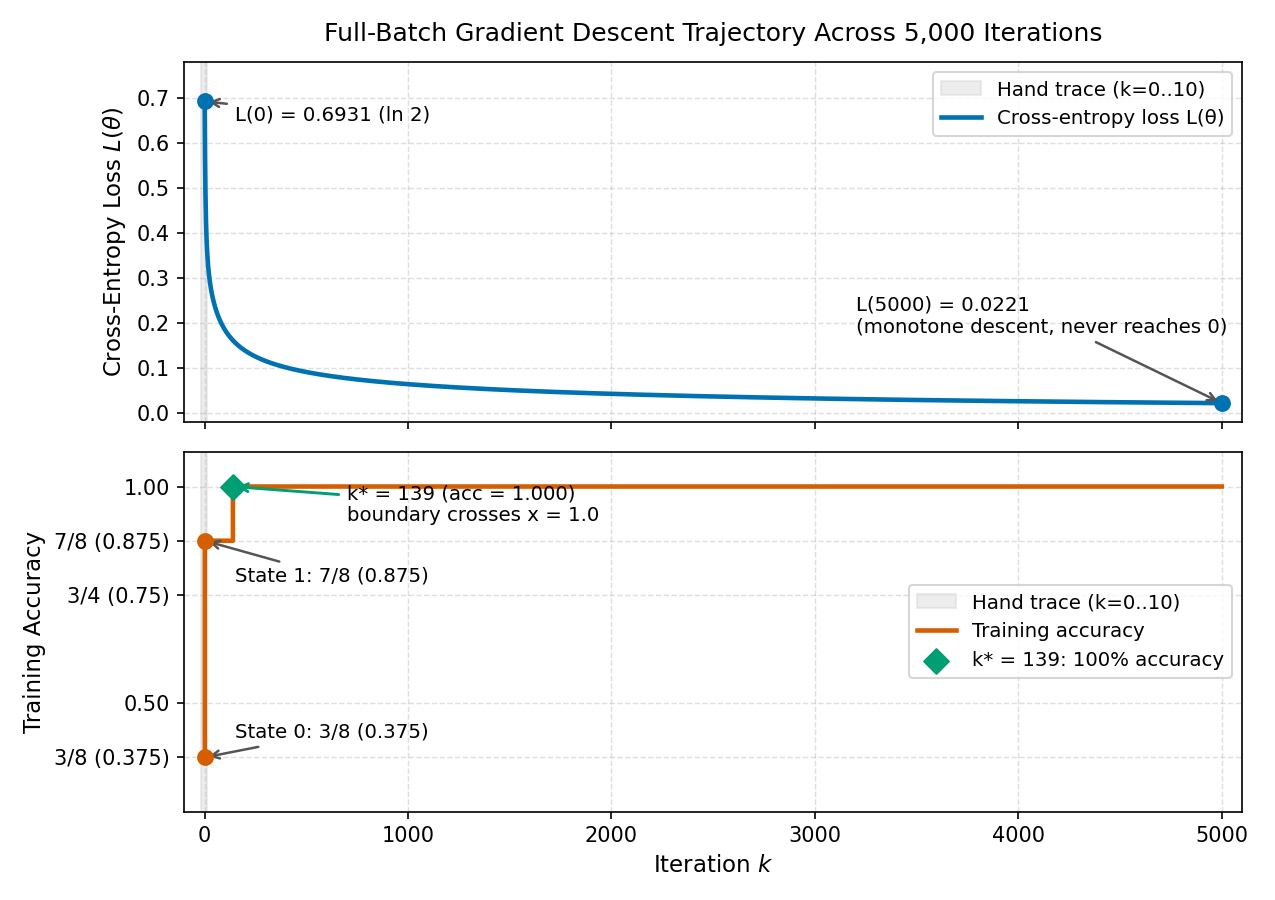 Full-Batch Gradient Descent Trajectory Across 5,000 Iterations
Cross-Entropy Loss L(θ)
0.7
0.6
0.5
0.4
0.3
0.2
0.1
0.0
L(0) = 0.6931 (ln 2)
Hand trace (k=0..10)
Cross-entropy loss L(θ)
L(5000) = 0.0221
(monotone descent, never reaches 0)
Training Accuracy
1.00
7/8 (0.875)
3/4 (0.75)
0.50
3/8 (0.375)
k* = 139 (acc = 1.000)
boundary crosses x = 1.0
State 1: 7/8 (0.875)
Hand trace (k=0..10)
Training accuracy
k* = 139: 100% accuracy
State 0: 3/8 (0.375)
0
1000
2000
3000
4000
5000
Iteration k